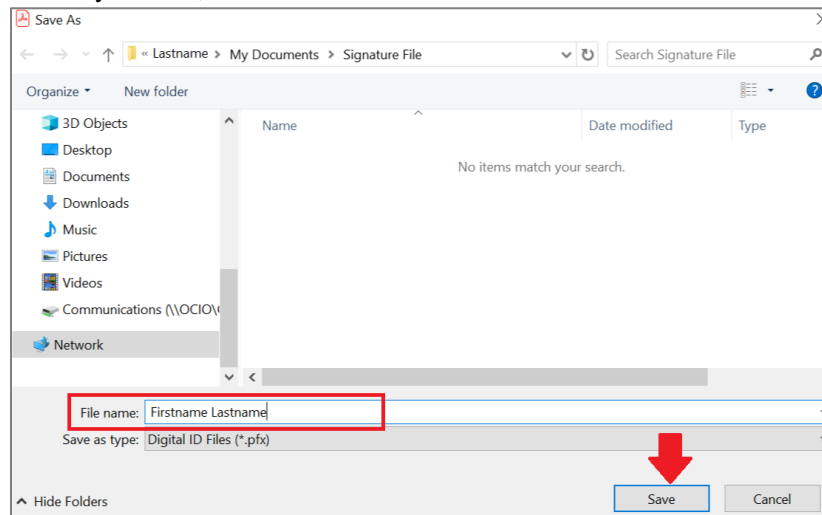 Save As
« Lastname > My Documents > Signature File
Search Signature File
Organize
New folder
Name
Date modified
Type
3D Objects
Desktop
No items match your search.
Documents
Downloads
Music
Pictures
Videos
Communications (\\OCIO\
Network
File name: Firstname Lastname
Save as type: Digital ID Files (*.pfx)
Hide Folders
Save
Cancel